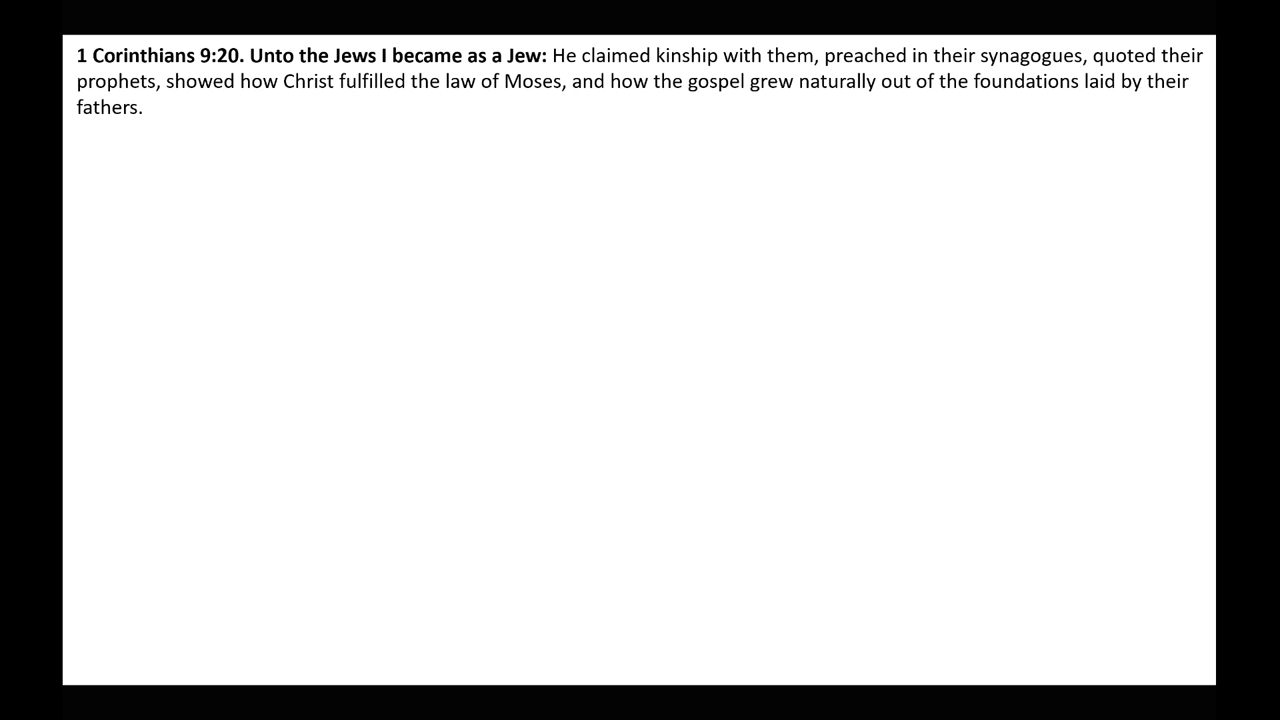 1 Corinthians 9:20. Unto the Jews I became as a Jew: He claimed kinship with them, preached in their synagogues, quoted their
prophets, showed how Christ fulfilled the law of Moses, and how the gospel grew naturally out of the foundations laid by their
fathers.